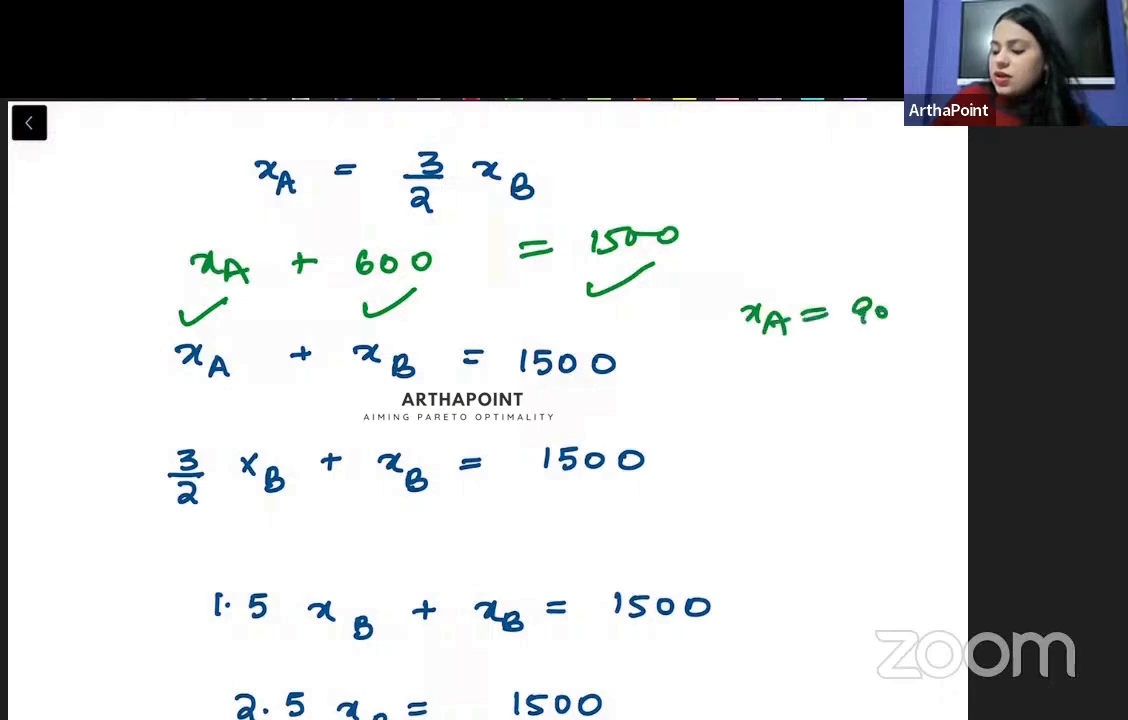 ArthaPoint
xA = 3/2 xB
xA + 600 = 1500
xA = 90
xA + xB = 1500
ARTHAPOINT
AIMING PARETO OPTIMALITY
3/2 xB + xB = 1500
1.5 xB + xB = 1500
zoom
2.5 xB = 1500